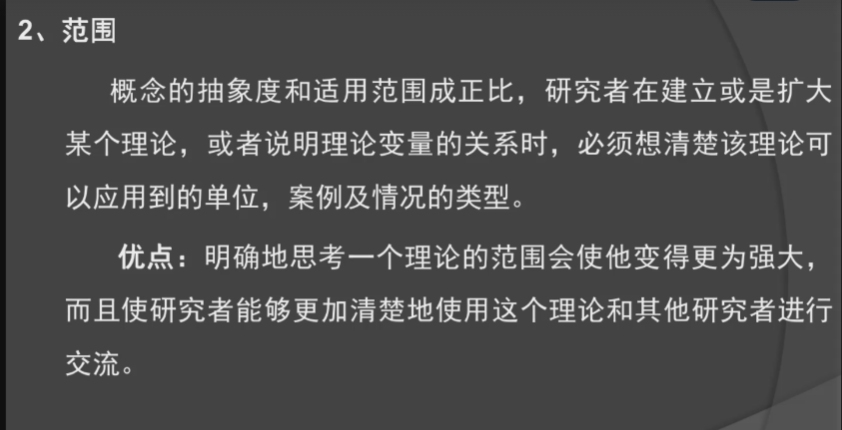 2、范围
概念的抽象度和适用范围成正比，研究者在建立或是扩大
某个理论，或者说明理论变量的关系时，必须想清楚该理论可
以应用到的单位，案例及情况的类型。
优点：明确地思考一个理论的范围会使他变得更为强大，
而且使研究者能够更加清楚地使用这个理论和其他研究者进行
交流。